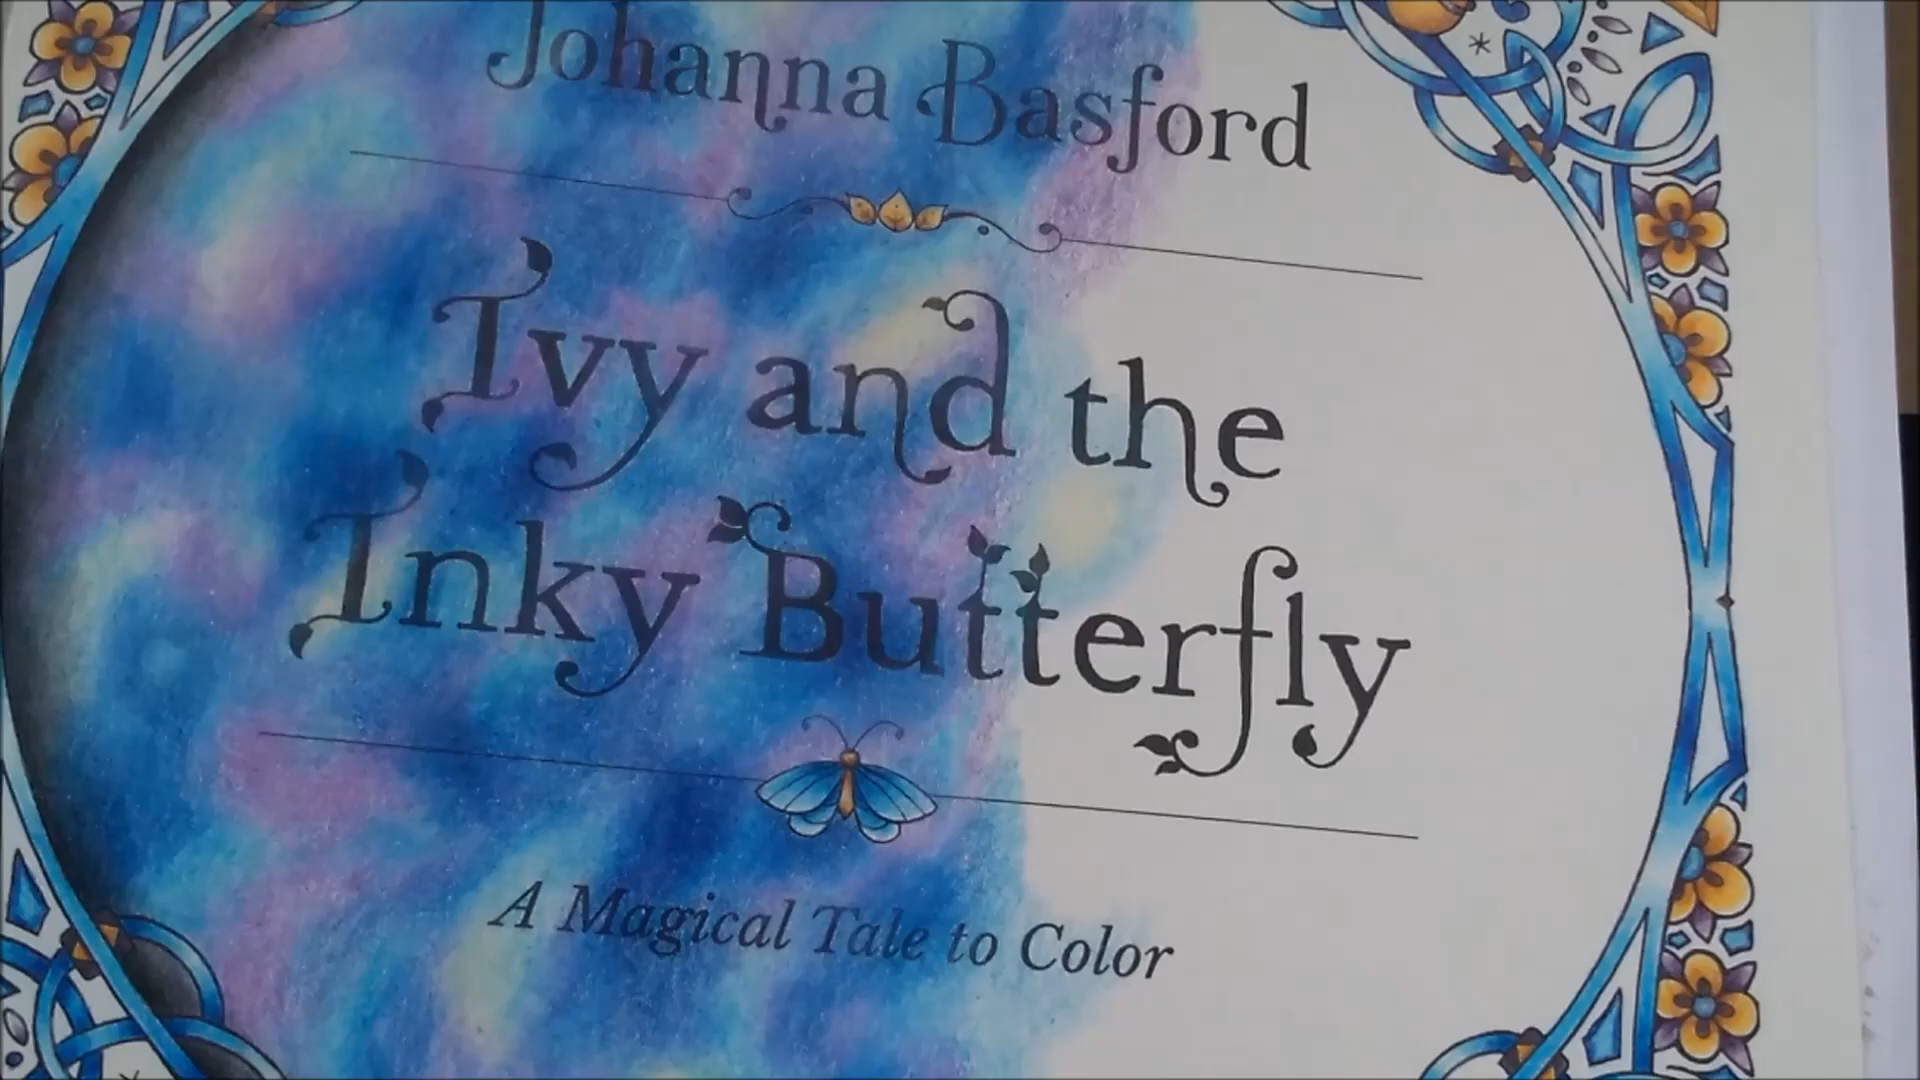 Johanna Basford
Ivy and the
Inky Butterfly
A Magical Tale to Color